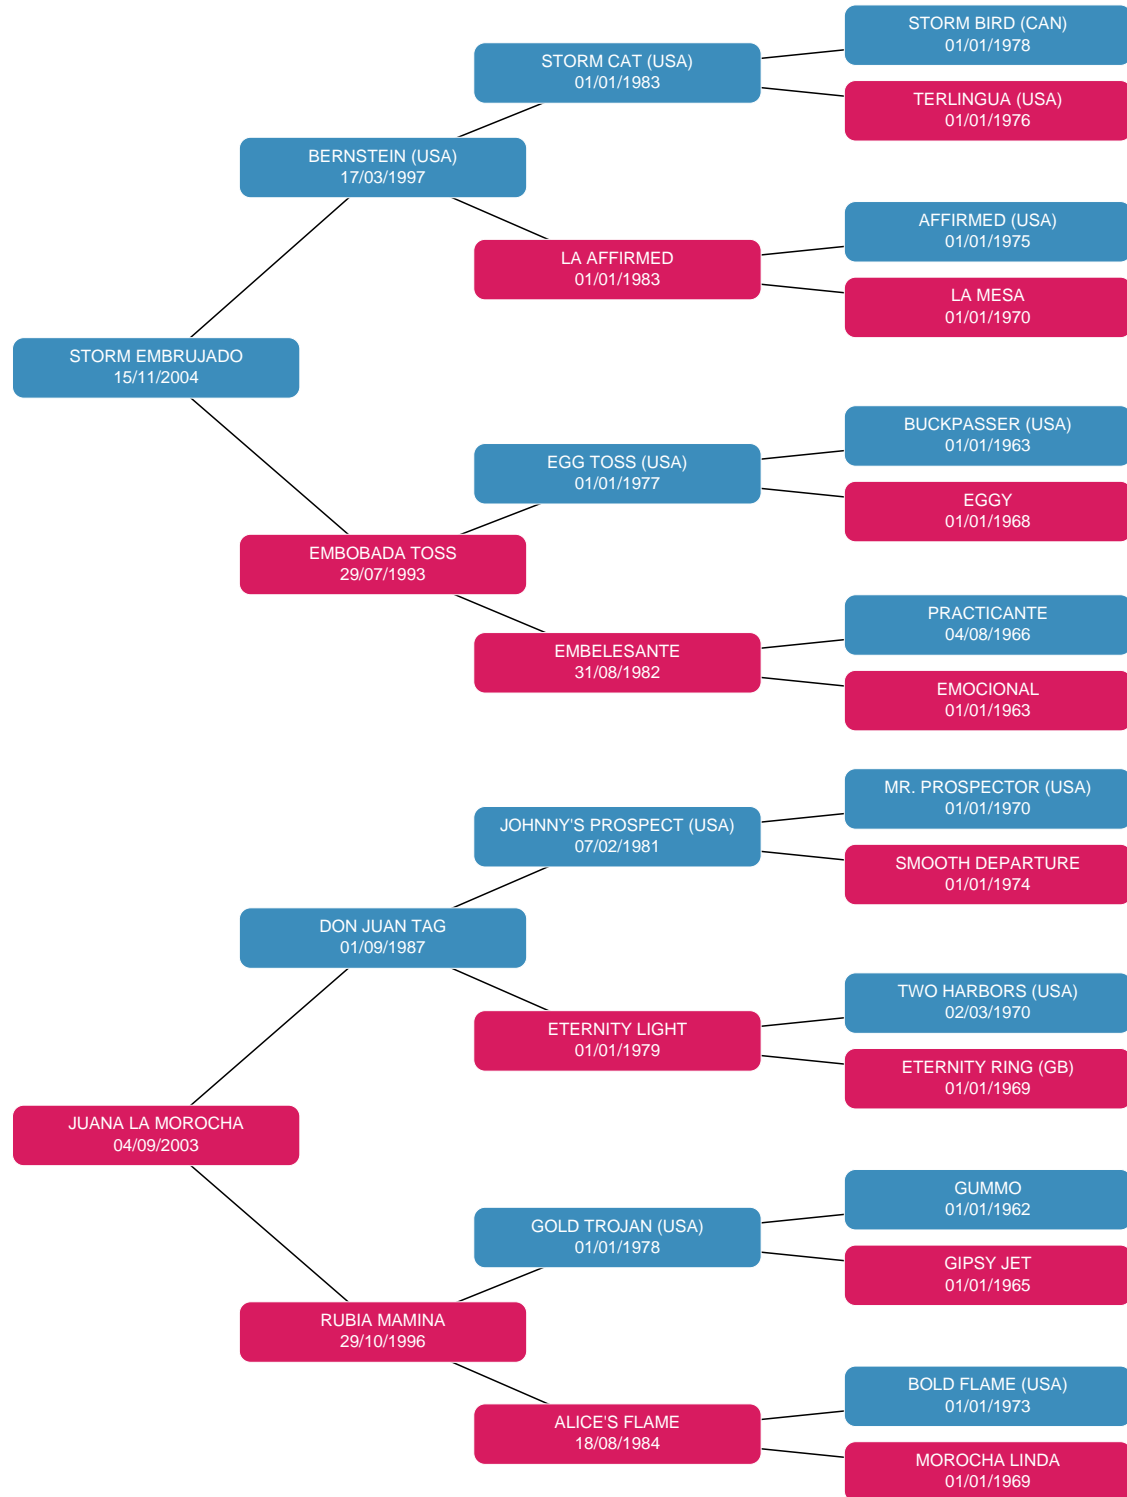 STORM BIRD (CAN)
01/01/1978
STORM CAT (USA)
01/01/1983
TERLINGUA (USA)
01/01/1976
BERNSTEIN (USA)
17/03/1997
AFFIRMED (USA)
01/01/1975
LA AFFIRMED
01/01/1983
LA MESA
01/01/1970
STORM EMBRUJADO
15/11/2004
BUCKPASSER (USA)
01/01/1963
EGG TOSS (USA)
01/01/1977
EGGY
01/01/1968
EMBOBADA TOSS
29/07/1993
PRACTICANTE
04/08/1966
EMBELESANTE
31/08/1982
EMOCIONAL
01/01/1963
MR. PROSPECTOR (USA)
01/01/1970
JOHNNY'S PROSPECT (USA)
07/02/1981
SMOOTH DEPARTURE
01/01/1974
DON JUAN TAG
01/09/1987
TWO HARBORS (USA)
02/03/1970
ETERNITY LIGHT
01/01/1979
ETERNITY RING (GB)
01/01/1969
JUANA LA MOROCHA
04/09/2003
GUMMO
01/01/1962
GOLD TROJAN (USA)
01/01/1978
GIPSY JET
01/01/1965
RUBIA MAMINA
29/10/1996
BOLD FLAME (USA)
01/01/1973
ALICE'S FLAME
18/08/1984
MOROCHA LINDA
01/01/1969